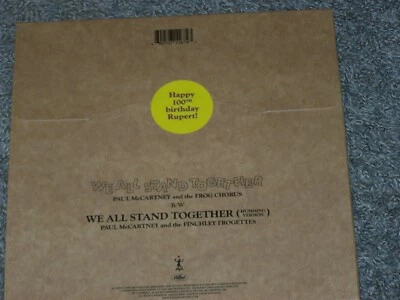 Happy
100TH
birthday
Rupert!
WE ALL STAND TOGETHER
PAUL McCARTNEY and the FROG CHORUS
B/W
WE ALL STAND TOGETHER (HUMMING VERSION)
PAUL McCARTNEY and the FINCHLEY FROGETTES